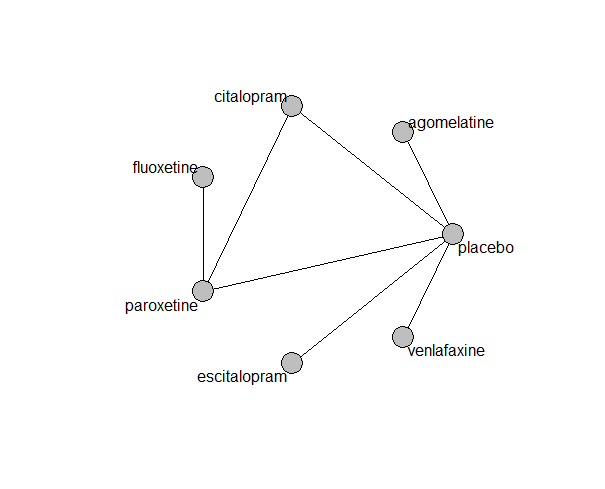 citalopram
agomelatine
fluoxetine
placebo
paroxetine
venlafaxine
escitalopram